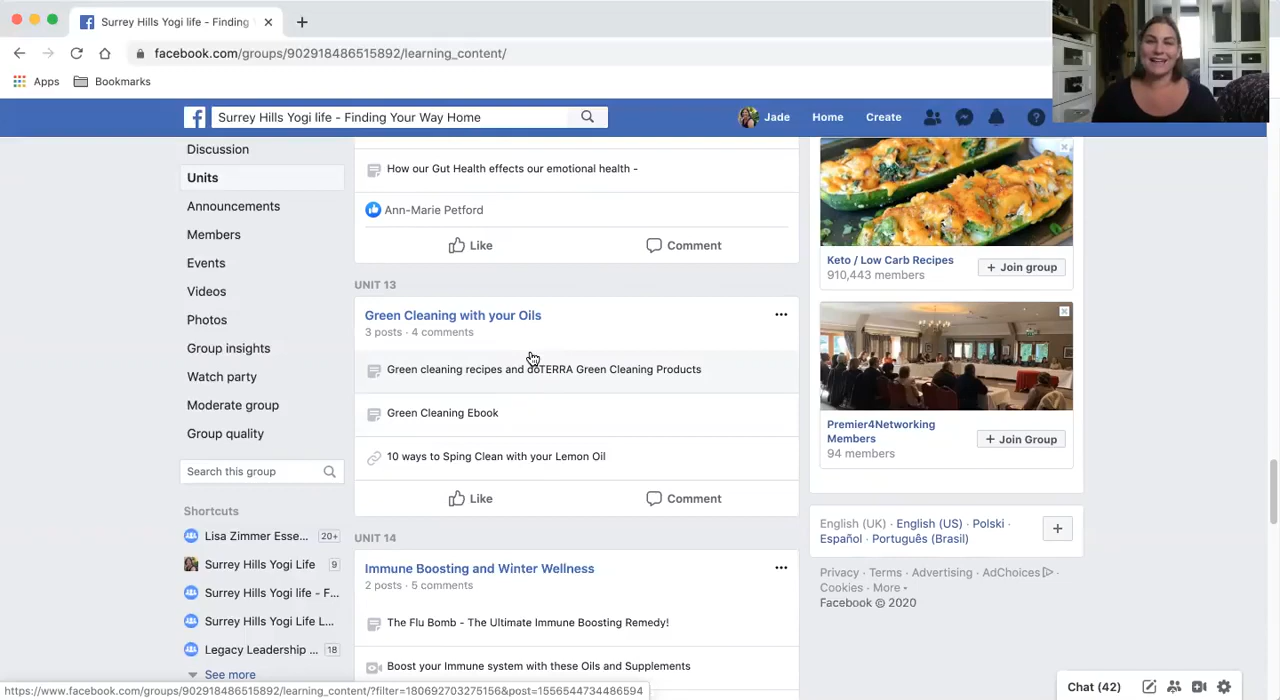 Surrey Hills Yogi life - Finding
facebook.com/groups/902918486515892/learning_content/
Apps
Bookmarks
Surrey Hills Yogi life - Finding Your Way Home
Jade
Home
Create
Discussion
Units
Announcements
Members
Events
Videos
Photos
Group insights
Watch party
Moderate group
Group quality
Search this group
Shortcuts
Lisa Zimmer Esse... 20+
Surrey Hills Yogi Life 9
Surrey Hills Yogi life - F...
Surrey Hills Yogi Life L...
Legacy Leadership ... 18
See more
How our Gut Health effects our emotional health -
Ann-Marie Petford
Like
Comment
UNIT 13
Green Cleaning with your Oils
3 posts · 4 comments
Green cleaning recipes and doTERRA Green Cleaning Products
Green Cleaning Ebook
10 ways to Sping Clean with your Lemon Oil
Like
Comment
UNIT 14
Immune Boosting and Winter Wellness
2 posts · 5 comments
The Flu Bomb - The Ultimate Immune Boosting Remedy!
Boost your Immune system with these Oils and Supplements
Keto / Low Carb Recipes
910,443 members
+ Join group
Premier4Networking
Members
94 members
+ Join Group
English (UK) · English (US) · Polski ·
Español · Português (Brasil)
+
Privacy · Terms · Advertising · AdChoices ·
Cookies · More
Facebook © 2020
Chat (42)
https://www.facebook.com/groups/902918486515892/learning_content/?filter=180692703275156&post=1556544734486594